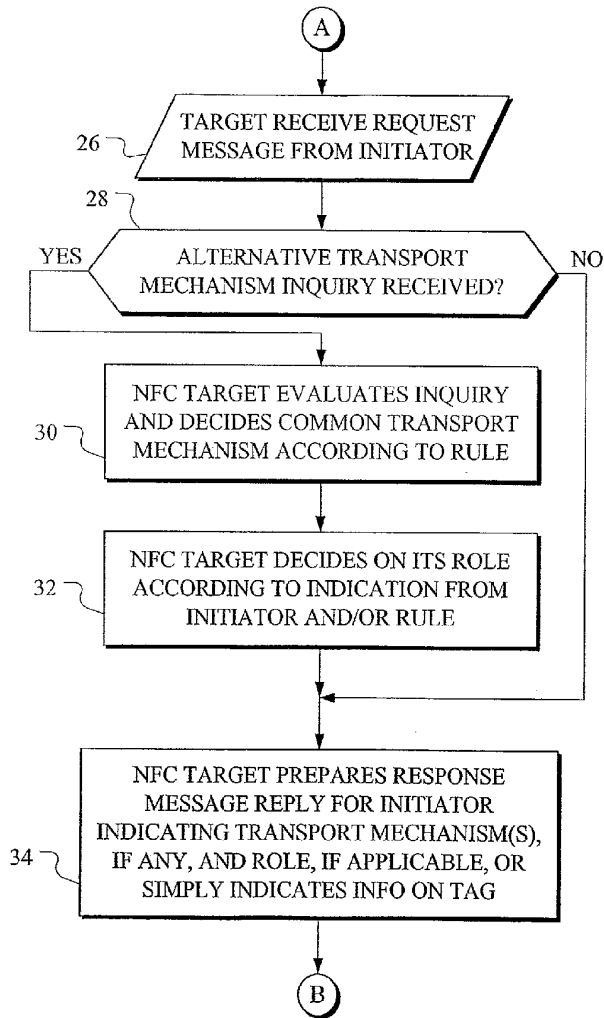 A
TARGET RECEIVE REQUEST
MESSAGE FROM INITIATOR
26
28
YES
ALTERNATIVE TRANSPORT
MECHANISM INQUIRY RECEIVED?
NO
NFC TARGET EVALUATES INQUIRY
AND DECIDES COMMON TRANSPORT
MECHANISM ACCORDING TO RULE
30
NFC TARGET DECIDES ON ITS ROLE
ACCORDING TO INDICATION FROM
INITIATOR AND/OR RULE
32
NFC TARGET PREPARES RESPONSE
MESSAGE REPLY FOR INITIATOR
INDICATING TRANSPORT MECHANISM(S),
IF ANY, AND ROLE, IF APPLICABLE, OR
SIMPLY INDICATES INFO ON TAG
34
B